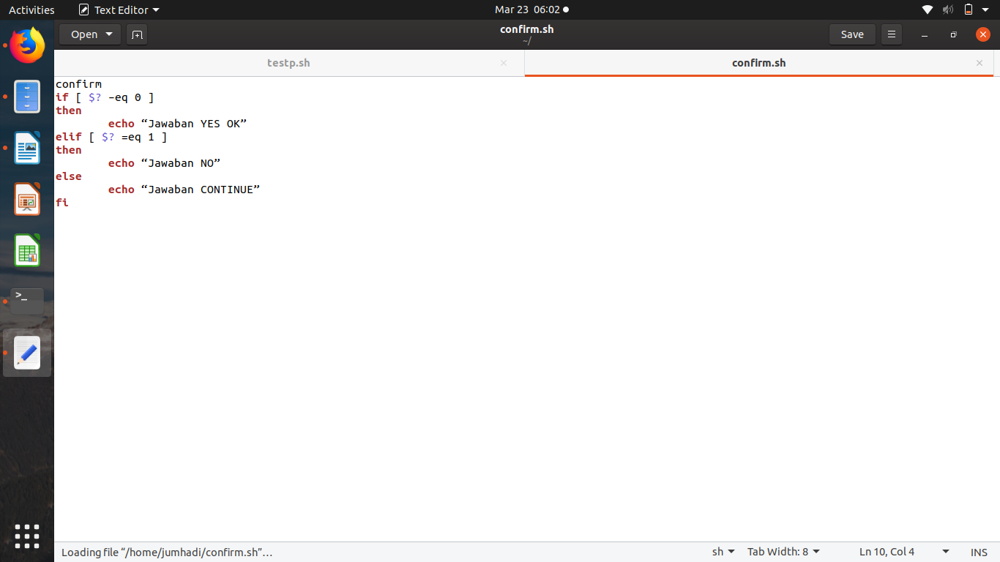 Activities
Text Editor
Mar 23 06:02
Open
confirm.sh
~/
Save
testp.sh
confirm.sh
confirm
if [ $? –eq 0 ]
then
echo “Jawaban YES OK”
elif [ $? =eq 1 ]
then
echo “Jawaban NO”
else
echo “Jawaban CONTINUE”
fi
>_
Loading file “/home/jumhadi/confirm.sh”…
sh
Tab Width: 8
Ln 10, Col 4
INS